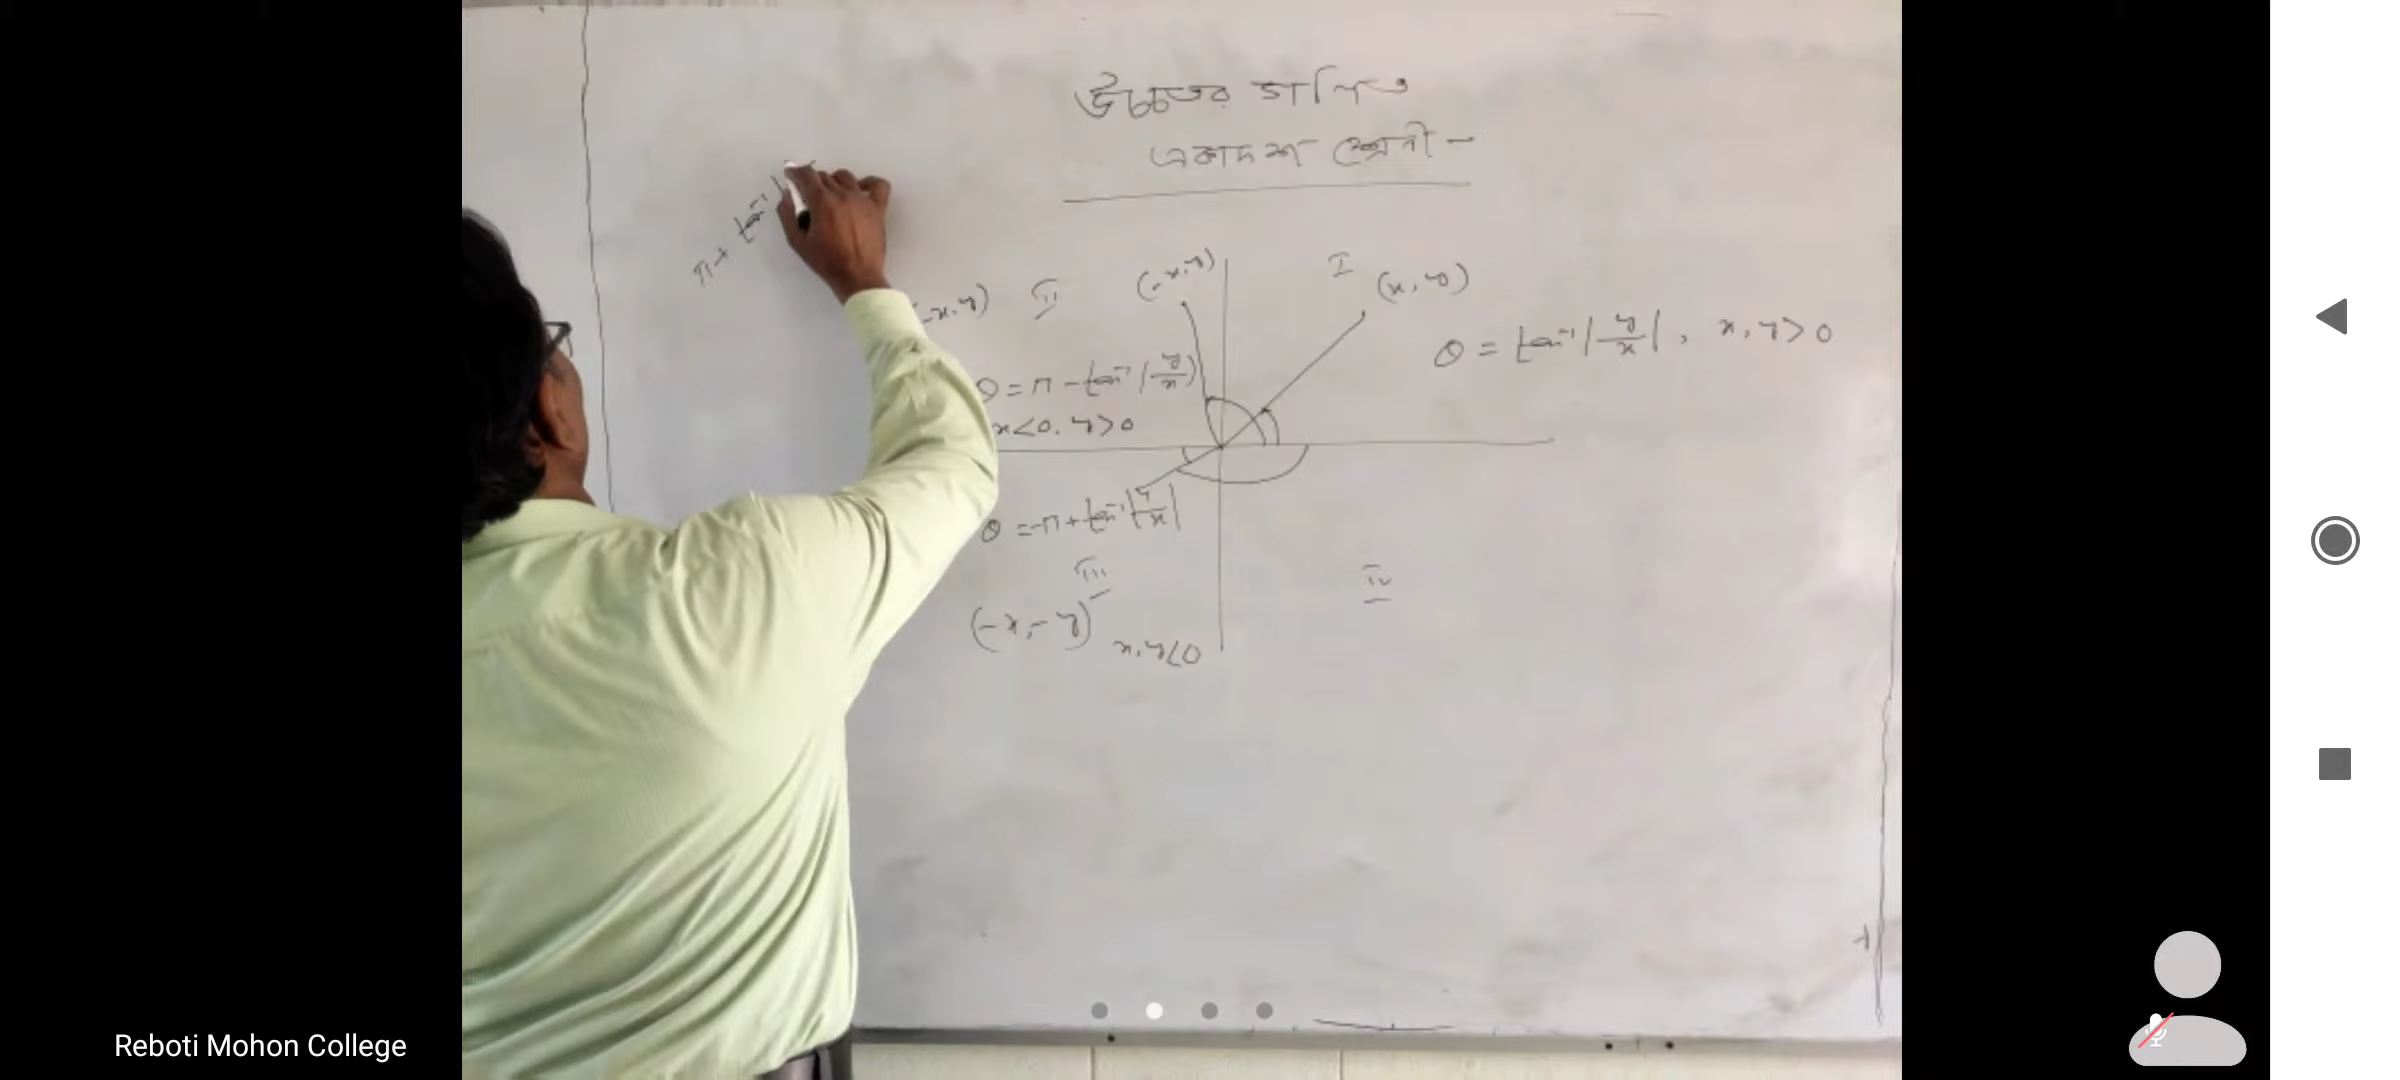 উচ্চতর গণিত
একাদশ শ্রেণী -
π + tan⁻¹ |
-x, y)
II
(-x, y)
I
(x, y)
θ = tan⁻¹ |y/x| , x, y > 0
θ = π - tan⁻¹ |y/x|
x < 0, y > 0
θ = -π + tan⁻¹ |y/x|
III
IV
(-x, -y)
x, y < 0
Reboti Mohon College